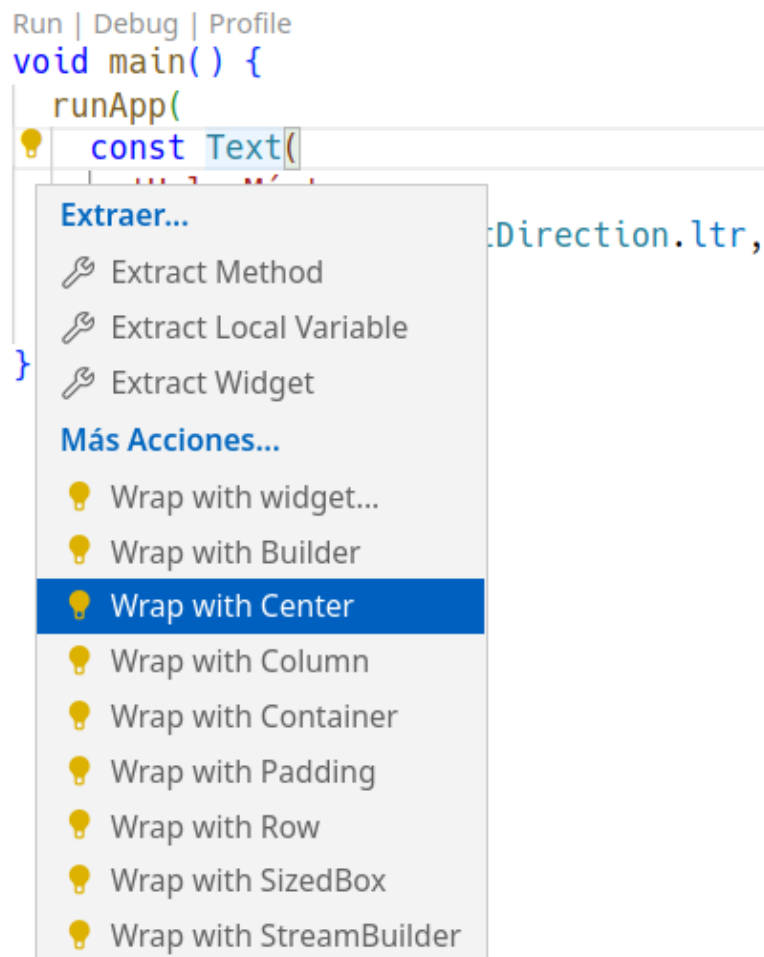 Run | Debug | Profile
void main() {
runApp(
const Text(
tDirection.ltr,
}
Extraer...
Extract Method
Extract Local Variable
Extract Widget
Más Acciones...
Wrap with widget...
Wrap with Builder
Wrap with Center
Wrap with Column
Wrap with Container
Wrap with Padding
Wrap with Row
Wrap with SizedBox
Wrap with StreamBuilder